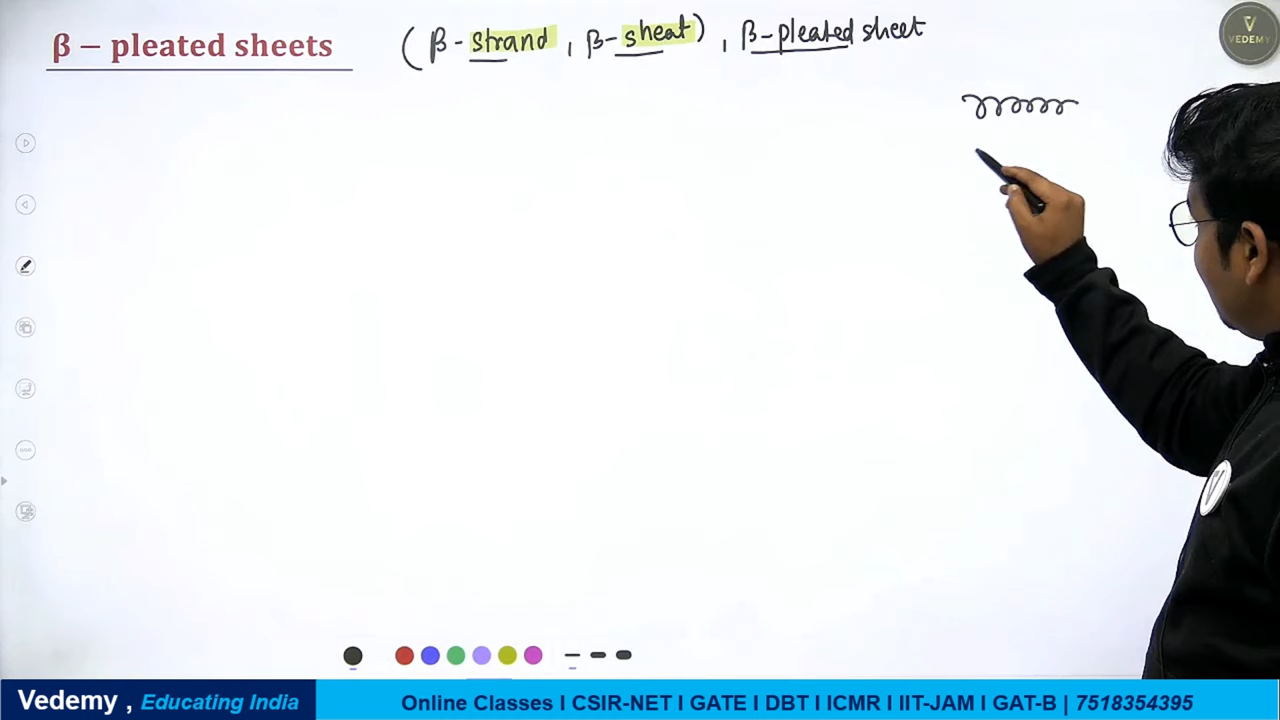 β – pleated sheets (β - strand , β - sheat) , β - pleated sheet
V
VEDEMY
V
Vedemy , Educating India Online Classes I CSIR-NET I GATE I DBT I ICMR I IIT-JAM I GAT-B | 7518354395